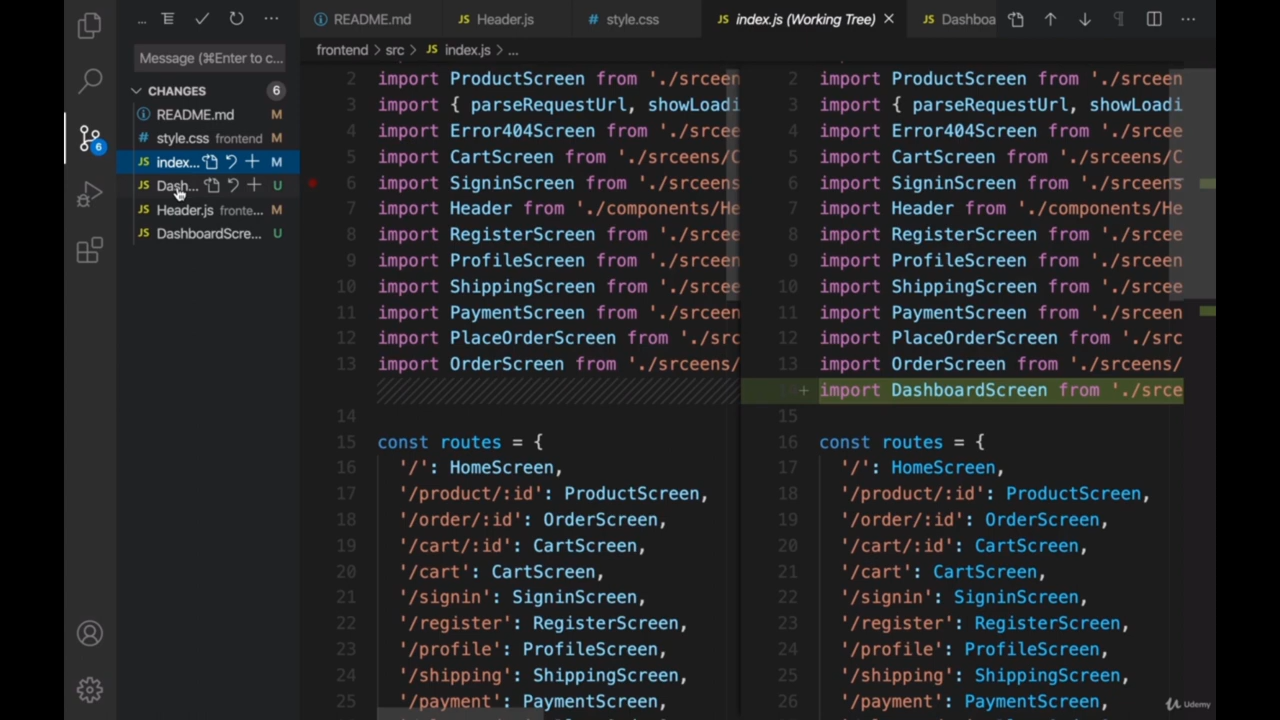 ... README.md Header.js style.css index.js (Working Tree) Dashboa ...
frontend > src > index.js > ...
Message (⌘Enter to c...
CHANGES 6
README.md M
style.css frontend M
index... M
Dash... U
Header.js fronte... M
DashboardScre... U
6
2 import ProductScreen from './srceen
3 import { parseRequestUrl, showLoadi
4 import Error404Screen from './srcee
5 import CartScreen from './srceens/C
6 import SigninScreen from './srceens
7 import Header from './components/He
8 import RegisterScreen from './srcee
9 import ProfileScreen from './srceen
10 import ShippingScreen from './srcee
11 import PaymentScreen from './srceen
12 import PlaceOrderScreen from './src
13 import OrderScreen from './srceens/
14
15 const routes = {
16 '/': HomeScreen,
17 '/product/:id': ProductScreen,
18 '/order/:id': OrderScreen,
19 '/cart/:id': CartScreen,
20 '/cart': CartScreen,
21 '/signin': SigninScreen,
22 '/register': RegisterScreen,
23 '/profile': ProfileScreen,
24 '/shipping': ShippingScreen,
25 '/payment': PaymentScreen,
2 import ProductScreen from './srceen
3 import { parseRequestUrl, showLoadi
4 import Error404Screen from './srcee
5 import CartScreen from './srceens/C
6 import SigninScreen from './srceens
7 import Header from './components/He
8 import RegisterScreen from './srcee
9 import ProfileScreen from './srceen
10 import ShippingScreen from './srcee
11 import PaymentScreen from './srceen
12 import PlaceOrderScreen from './src
13 import OrderScreen from './srceens/
+ import DashboardScreen from './srce
15
16 const routes = {
17 '/': HomeScreen,
18 '/product/:id': ProductScreen,
19 '/order/:id': OrderScreen,
20 '/cart/:id': CartScreen,
21 '/cart': CartScreen,
22 '/signin': SigninScreen,
23 '/register': RegisterScreen,
24 '/profile': ProfileScreen,
25 '/shipping': ShippingScreen,
26 '/payment': PaymentScreen,
Udemy